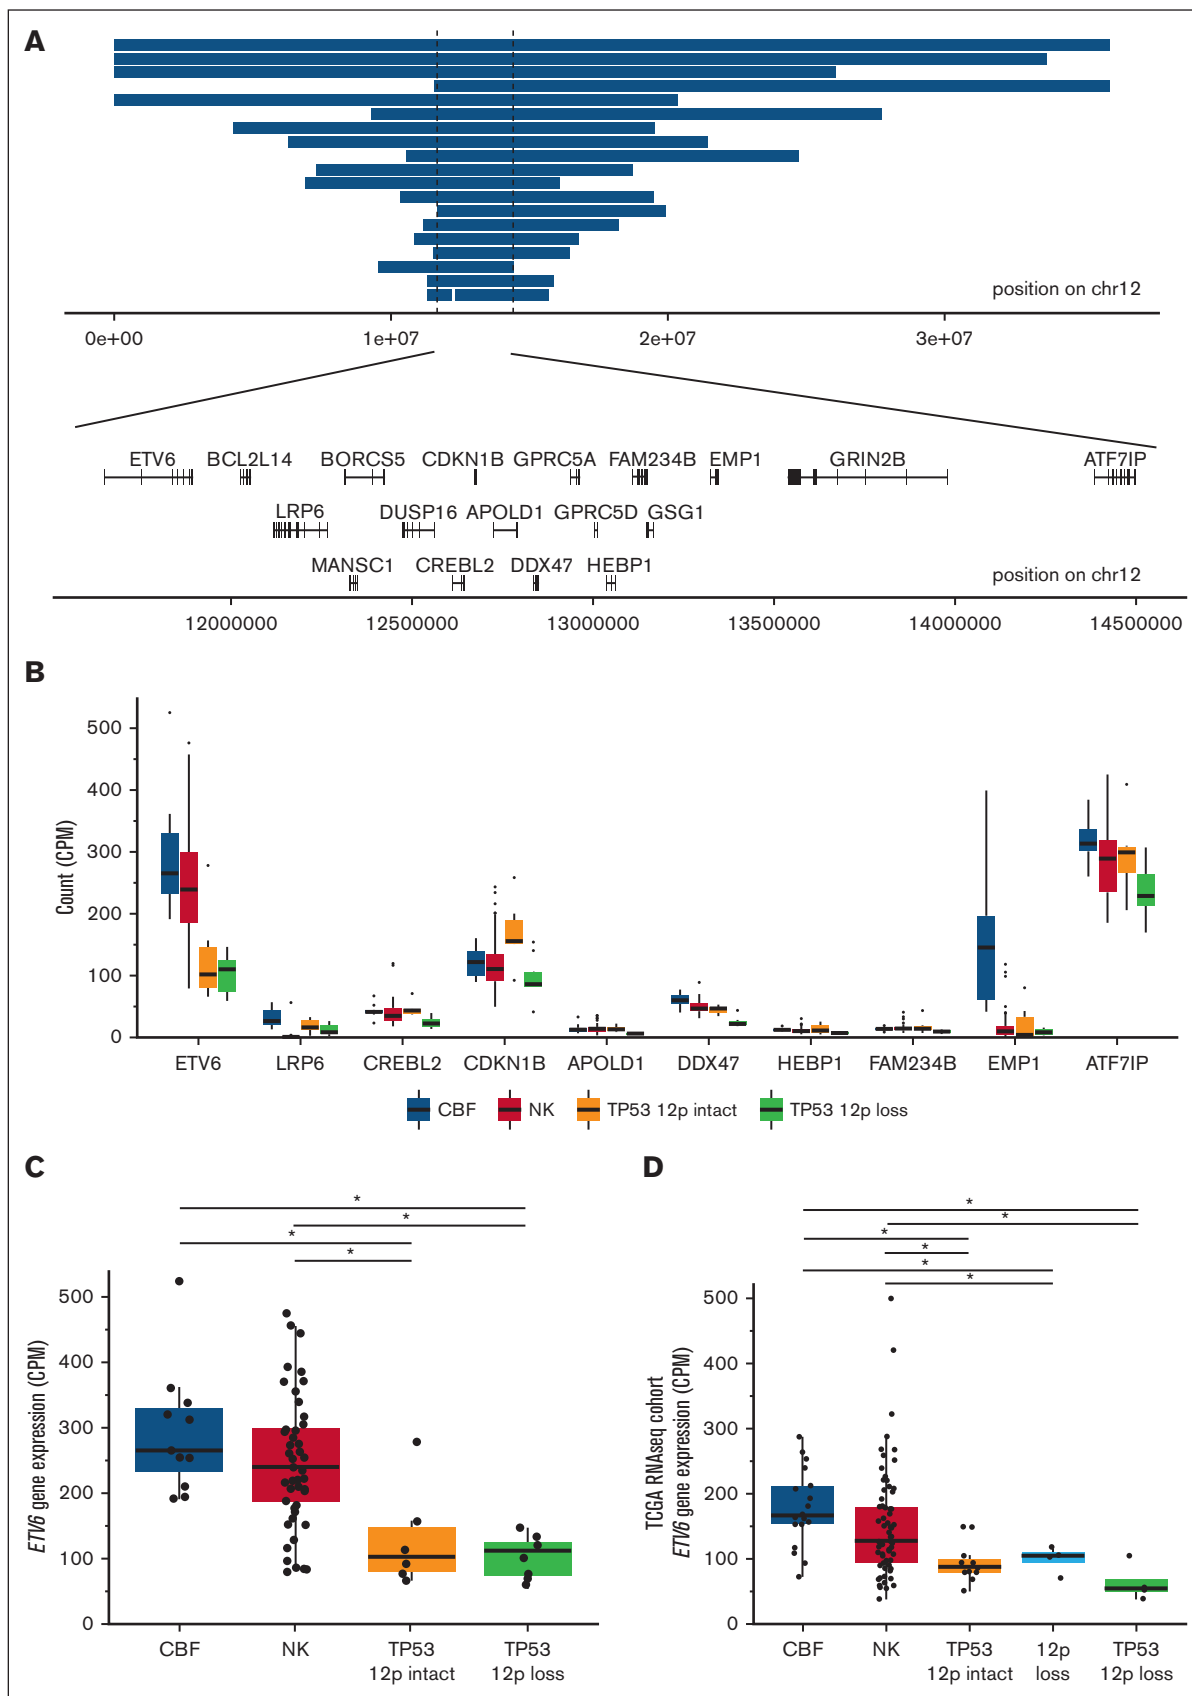 A
position on chr12
0e+00 1e+07 2e+07 3e+07
ETV6 BCL2L14 BORCS5 CDKN1B GPRC5A FAM234B EMP1 GRIN2B ATF7IP
LRP6 DUSP16 APOLD1 GPRC5D GSG1
MANSC1 CREBL2 DDX47 HEBP1 position on chr12
12000000 12500000 13000000 13500000 14000000 14500000
B
Count (CPM)
500
400
300
200
100
0
ETV6 LRP6 CREBL2 CDKN1B APOLD1 DDX47 HEBP1 FAM234B EMP1 ATF7IP
CBF NK TP53 12p intact TP53 12p loss
C
*
*
*
*
ETV6 gene expression (CPM)
500
400
300
200
100
0
CBF NK TP53 12p intact TP53 12p loss
D
*
*
*
*
*
*
TCGA RNAseq cohort
ETV6 gene expression (CPM)
500
400
300
200
100
0
CBF NK TP53 12p intact 12p loss TP53 12p loss